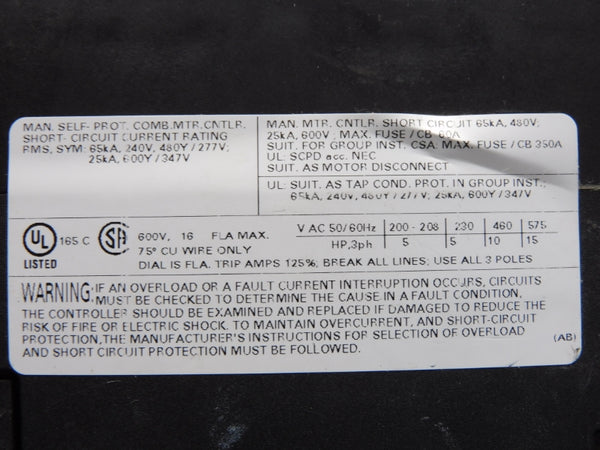 MAN. SELF- PROT. COMB.MTR.CNTLR.
SHORT- CIRCUIT CURRENT RATING
RMS, SYM: 65kA, 240V, 480Y / 277V;
25kA, 600Y / 347V
MAN. MTR. CNTLR. SHORT CIRCUIT 65kA, 480V;
25kA, 600V; MAX. FUSE / CB 80A
SUIT. FOR GROUP INST. CSA. MAX. FUSE / CB 350A
UL: SCPD acc. NEC
SUIT. AS MOTOR DISCONNECT
UL: SUIT. AS TAP COND. PROT. IN GROUP INST.;
65kA, 240V, 480Y / 277V; 25kA, 600Y / 347V
UL LISTED 165 C
SA
600V, 16 FLA MAX.
75° CU WIRE ONLY
V AC 50/60Hz 200 - 208 230 460 575
HP,3ph 5 5 10 15
DIAL IS FLA. TRIP AMPS 125%; BREAK ALL LINES; USE ALL 3 POLES
WARNING: IF AN OVERLOAD OR A FAULT CURRENT INTERRUPTION OCCURS, CIRCUITS
MUST BE CHECKED TO DETERMINE THE CAUSE IN A FAULT CONDITION,
THE CONTROLLER SHOULD BE EXAMINED AND REPLACED IF DAMAGED TO REDUCE THE
RISK OF FIRE OR ELECTRIC SHOCK. TO MAINTAIN OVERCURRENT, AND SHORT-CIRCUIT
PROTECTION,THE MANUFACTURER'S INSTRUCTIONS FOR SELECTION OF OVERLOAD
AND SHORT CIRCUIT PROTECTION MUST BE FOLLOWED.
(AB)